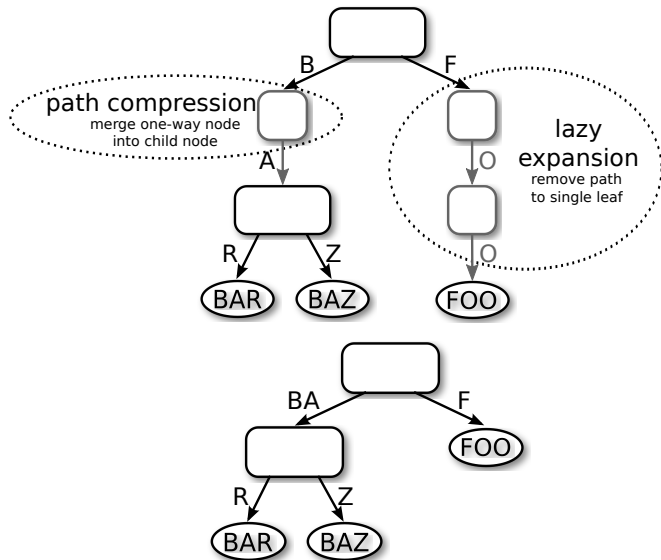 B
F
path compression
merge one-way node
into child node
lazy
expansion
remove path
to single leaf
A
O
R
Z
O
BAR
BAZ
FOO
BA
F
FOO
R
Z
BAR
BAZ